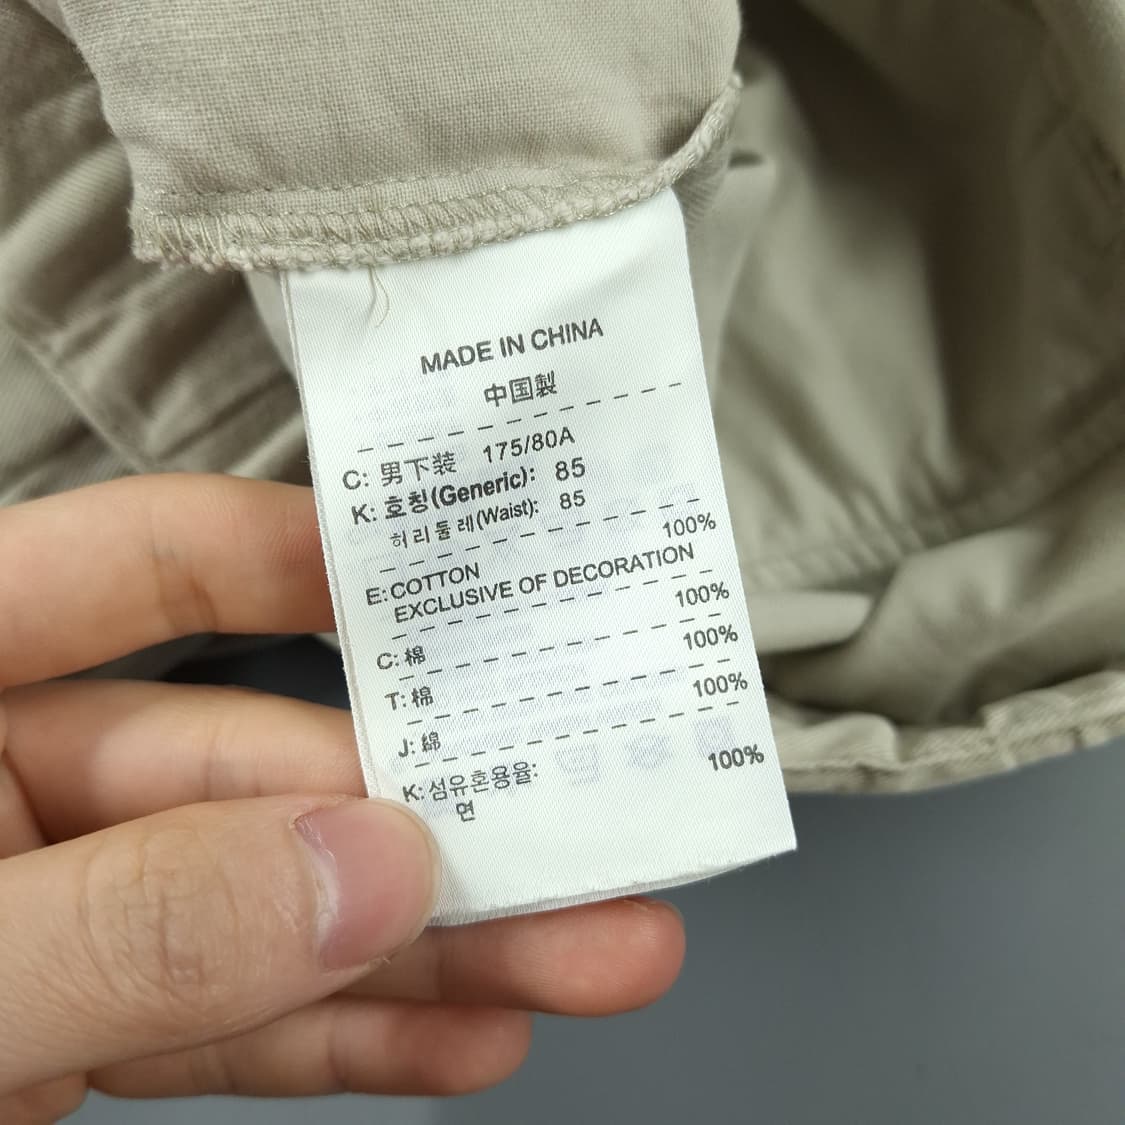 MADE IN CHINA
中国製
C: 男下装 175/80A
K: 호칭(Generic): 85
허리둘레(Waist): 85
E: COTTON 100%
EXCLUSIVE OF DECORATION
C: 棉 100%
T: 棉 100%
J: 綿 100%
K: 섬유혼용율:
면 100%